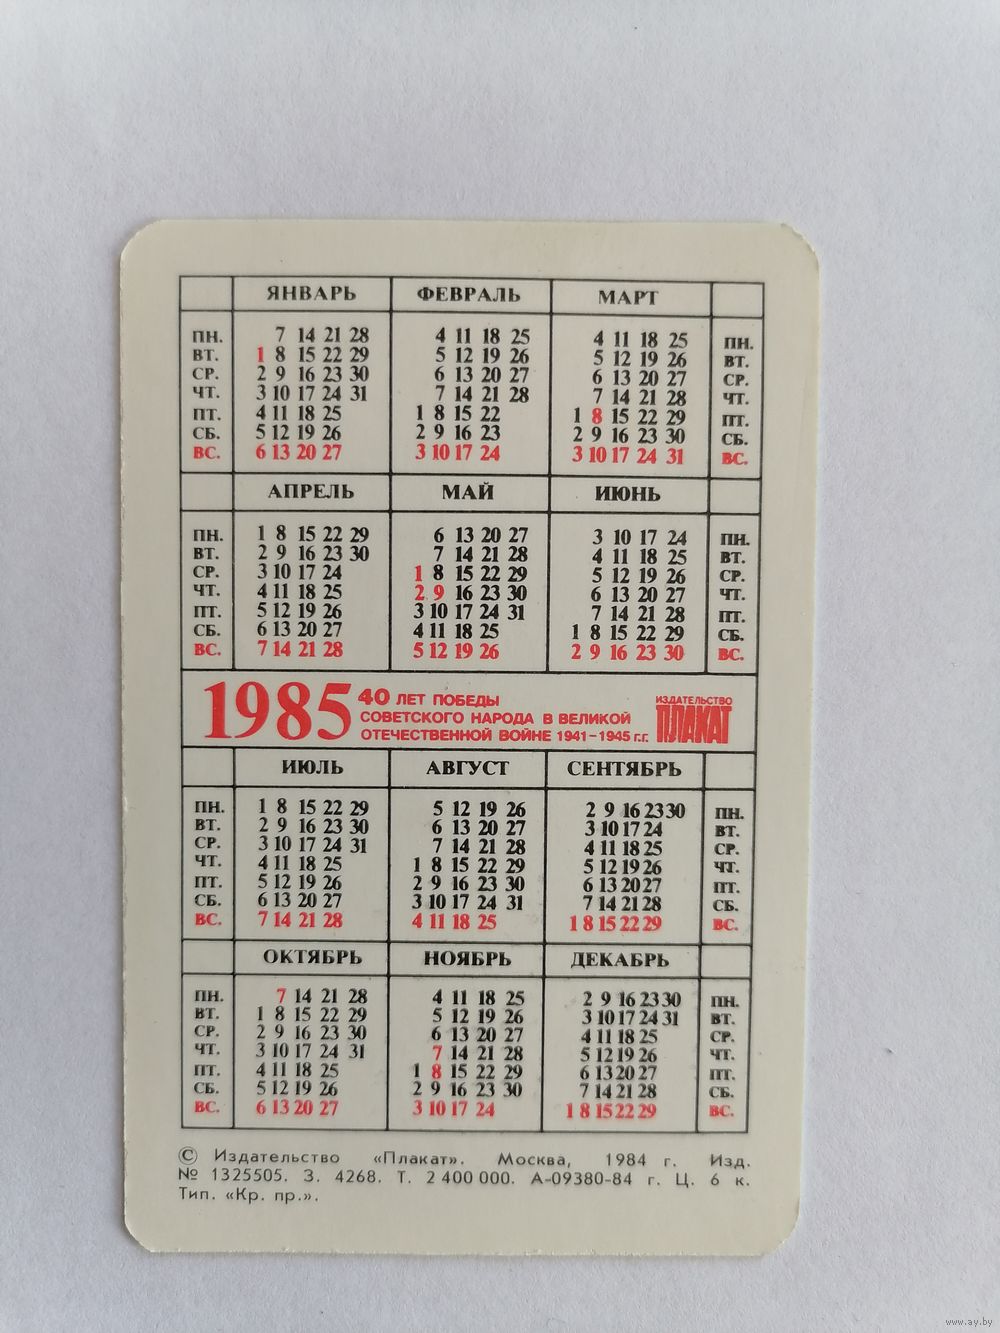 ЯНВАРЬ ФЕВРАЛЬ МАРТ
ПН. 7 14 21 28 4 11 18 25 4 11 18 25 ПН.
ВТ. 1 8 15 22 29 5 12 19 26 5 12 19 26 ВТ.
СР. 2 9 16 23 30 6 13 20 27 6 13 20 27 СР.
ЧТ. 3 10 17 24 31 7 14 21 28 7 14 21 28 ЧТ.
ПТ. 4 11 18 25 1 8 15 22 1 8 15 22 29 ПТ.
СБ. 5 12 19 26 2 9 16 23 2 9 16 23 30 СБ.
ВС. 6 13 20 27 3 10 17 24 3 10 17 24 31 ВС.
АПРЕЛЬ МАЙ ИЮНЬ
ПН. 1 8 15 22 29 6 13 20 27 3 10 17 24 ПН.
ВТ. 2 9 16 23 30 7 14 21 28 4 11 18 25 ВТ.
СР. 3 10 17 24 1 8 15 22 29 5 12 19 26 СР.
ЧТ. 4 11 18 25 2 9 16 23 30 6 13 20 27 ЧТ.
ПТ. 5 12 19 26 3 10 17 24 31 7 14 21 28 ПТ.
СБ. 6 13 20 27 4 11 18 25 1 8 15 22 29 СБ.
ВС. 7 14 21 28 5 12 19 26 2 9 16 23 30 ВС.
1985 40 ЛЕТ ПОБЕДЫ
СОВЕТСКОГО НАРОДА В ВЕЛИКОЙ
ОТЕЧЕСТВЕННОЙ ВОЙНЕ 1941-1945 г.г.
ИЗДАТЕЛЬСТВО
ПЛАКАТ
ИЮЛЬ АВГУСТ СЕНТЯБРЬ
ПН. 1 8 15 22 29 5 12 19 26 2 9 16 23 30 ПН.
ВТ. 2 9 16 23 30 6 13 20 27 3 10 17 24 ВТ.
СР. 3 10 17 24 31 7 14 21 28 4 11 18 25 СР.
ЧТ. 4 11 18 25 1 8 15 22 29 5 12 19 26 ЧТ.
ПТ. 5 12 19 26 2 9 16 23 30 6 13 20 27 ПТ.
СБ. 6 13 20 27 3 10 17 24 31 7 14 21 28 СБ.
ВС. 7 14 21 28 4 11 18 25 1 8 15 22 29 ВС.
ОКТЯБРЬ НОЯБРЬ ДЕКАБРЬ
ПН. 7 14 21 28 4 11 18 25 2 9 16 23 30 ПН.
ВТ. 1 8 15 22 29 5 12 19 26 3 10 17 24 31 ВТ.
СР. 2 9 16 23 30 6 13 20 27 4 11 18 25 СР.
ЧТ. 3 10 17 24 31 7 14 21 28 5 12 19 26 ЧТ.
ПТ. 4 11 18 25 1 8 15 22 29 6 13 20 27 ПТ.
СБ. 5 12 19 26 2 9 16 23 30 7 14 21 28 СБ.
ВС. 6 13 20 27 3 10 17 24 1 8 15 22 29 ВС.
© Издательство «Плакат». Москва, 1984 г. Изд.
№ 1325505. З. 4268. Т. 2 400 000. А-09380-84 г. Ц. 6 к.
Тип. «Кр. пр.».
www.ay.by